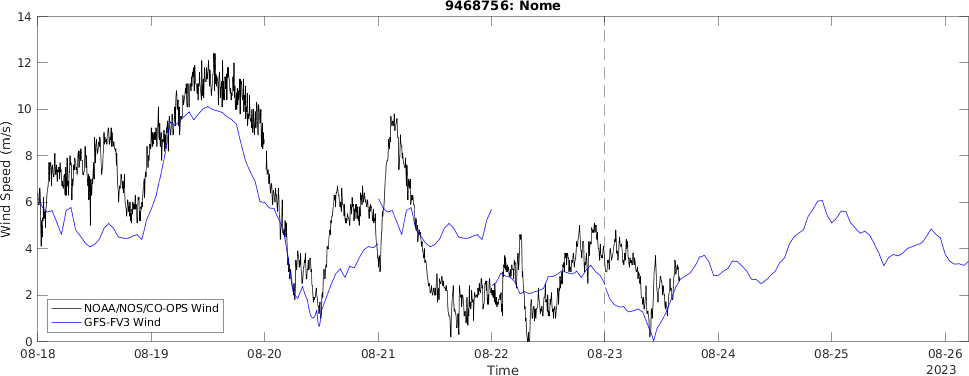 9468756: Nome
14
12
10
8
6
4
2
0
Wind Speed (m/s)
NOAA/NOS/CO-OPS Wind
GFS-FV3 Wind
08-18 08-19 08-20 08-21 08-22 08-23 08-24 08-25 08-26
Time 2023